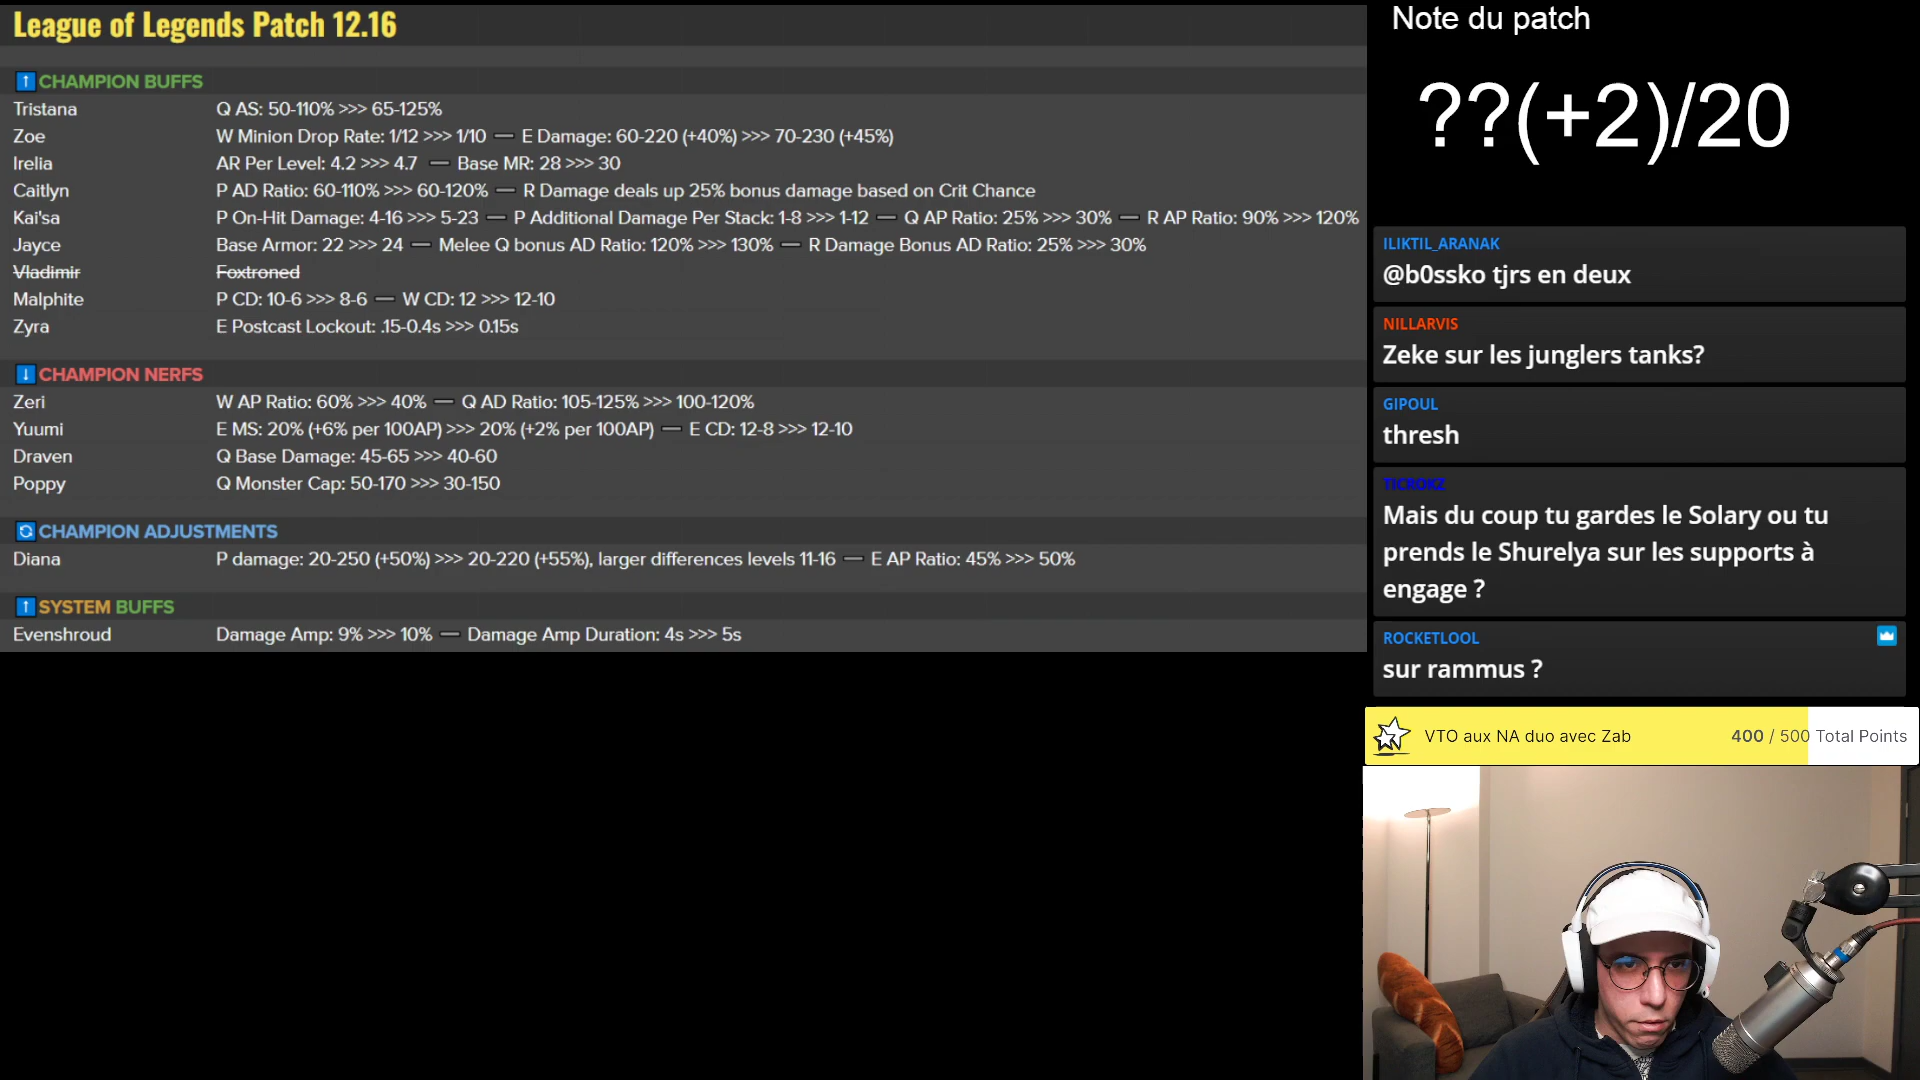 League of Legends Patch 12.16
CHAMPION BUFFS
Tristana Q AS: 50-110% >>> 65-125%
Zoe W Minion Drop Rate: 1/12 >>> 1/10 — E Damage: 60-220 (+40%) >>> 70-230 (+45%)
Irelia AR Per Level: 4.2 >>> 4.7 — Base MR: 28 >>> 30
Caitlyn P AD Ratio: 60-110% >>> 60-120% — R Damage deals up 25% bonus damage based on Crit Chance
Kai'sa P On-Hit Damage: 4-16 >>> 5-23 — P Additional Damage Per Stack: 1-8 >>> 1-12 — Q AP Ratio: 25% >>> 30% — R AP Ratio: 90% >>> 120%
Jayce Base Armor: 22 >>> 24 — Melee Q bonus AD Ratio: 120% >>> 130% — R Damage Bonus AD Ratio: 25% >>> 30%
Vladimir Foxtroned
Malphite P CD: 10-6 >>> 8-6 — W CD: 12 >>> 12-10
Zyra E Postcast Lockout: .15-0.4s >>> 0.15s
CHAMPION NERFS
Zeri W AP Ratio: 60% >>> 40% — Q AD Ratio: 105-125% >>> 100-120%
Yuumi E MS: 20% (+6% per 100AP) >>> 20% (+2% per 100AP) — E CD: 12-8 >>> 12-10
Draven Q Base Damage: 45-65 >>> 40-60
Poppy Q Monster Cap: 50-170 >>> 30-150
CHAMPION ADJUSTMENTS
Diana P damage: 20-250 (+50%) >>> 20-220 (+55%), larger differences levels 11-16 — E AP Ratio: 45% >>> 50%
SYSTEM BUFFS
Evenshroud Damage Amp: 9% >>> 10% — Damage Amp Duration: 4s >>> 5s
Note du patch
??(+2)/20
ILIKTIL_ARANAK
@b0ssko tjrs en deux
NILLARVIS
Zeke sur les junglers tanks?
GIPOUL
thresh
TICROKZ
Mais du coup tu gardes le Solary ou tu
prends le Shurelya sur les supports à
engage ?
ROCKETLOOL
sur rammus ?
VTO aux NA duo avec Zab 400 / 500 Total Points